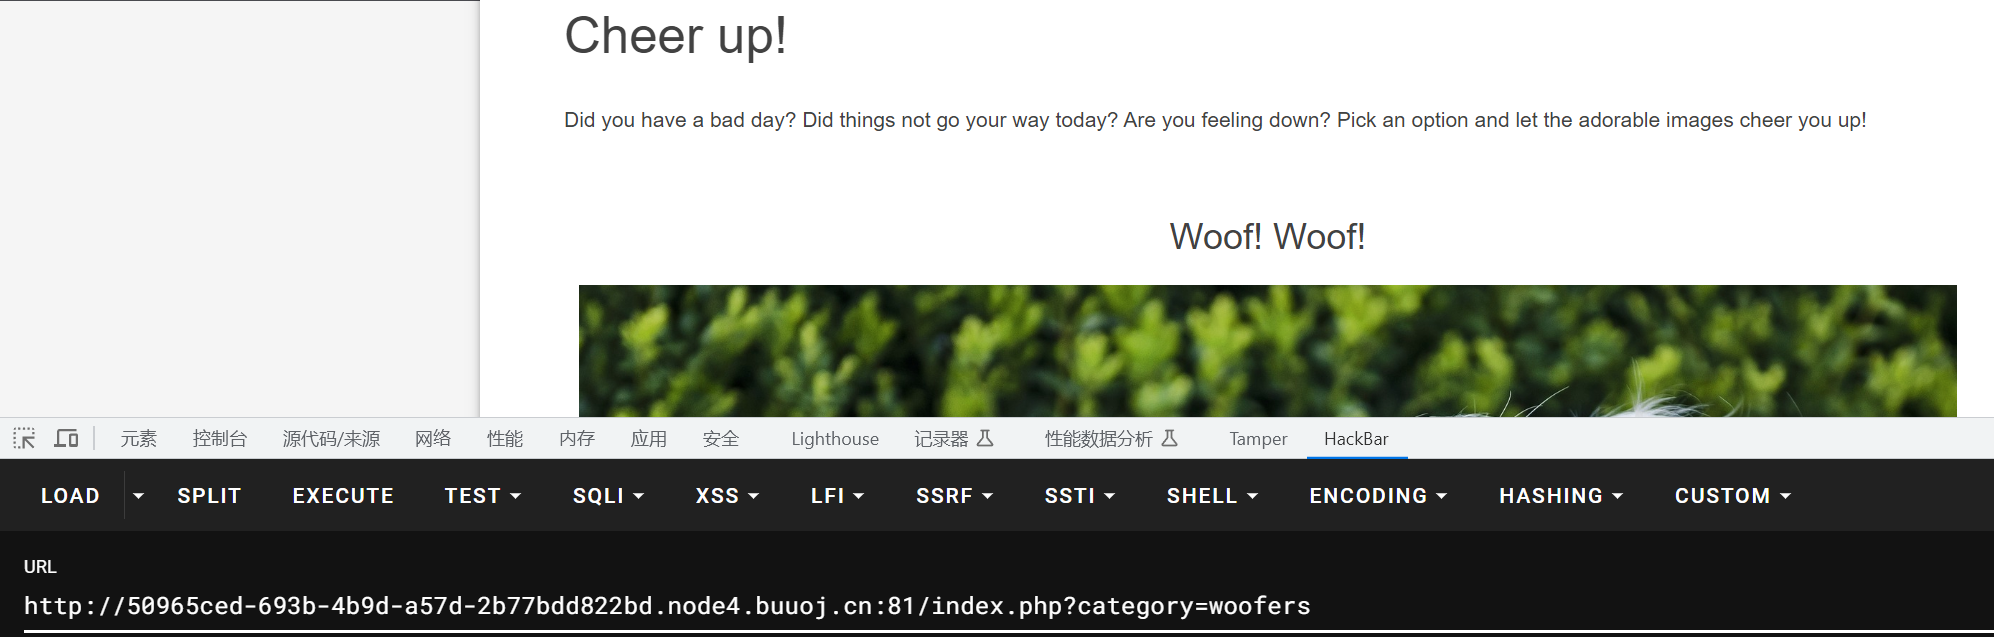 Cheer up!
Did you have a bad day? Did things not go your way today? Are you feeling down? Pick an option and let the adorable images cheer you up!
Woof! Woof!
元素 控制台 源代码/来源 网络 性能 内存 应用 安全 Lighthouse 记录器 性能数据分析 Tamper HackBar
LOAD SPLIT EXECUTE TEST SQLI XSS LFI SSRF SSTI SHELL ENCODING HASHING CUSTOM
URL
http://50965ced-693b-4b9d-a57d-2b77bdd822bd.node4.buuoj.cn:81/index.php?category=woofers